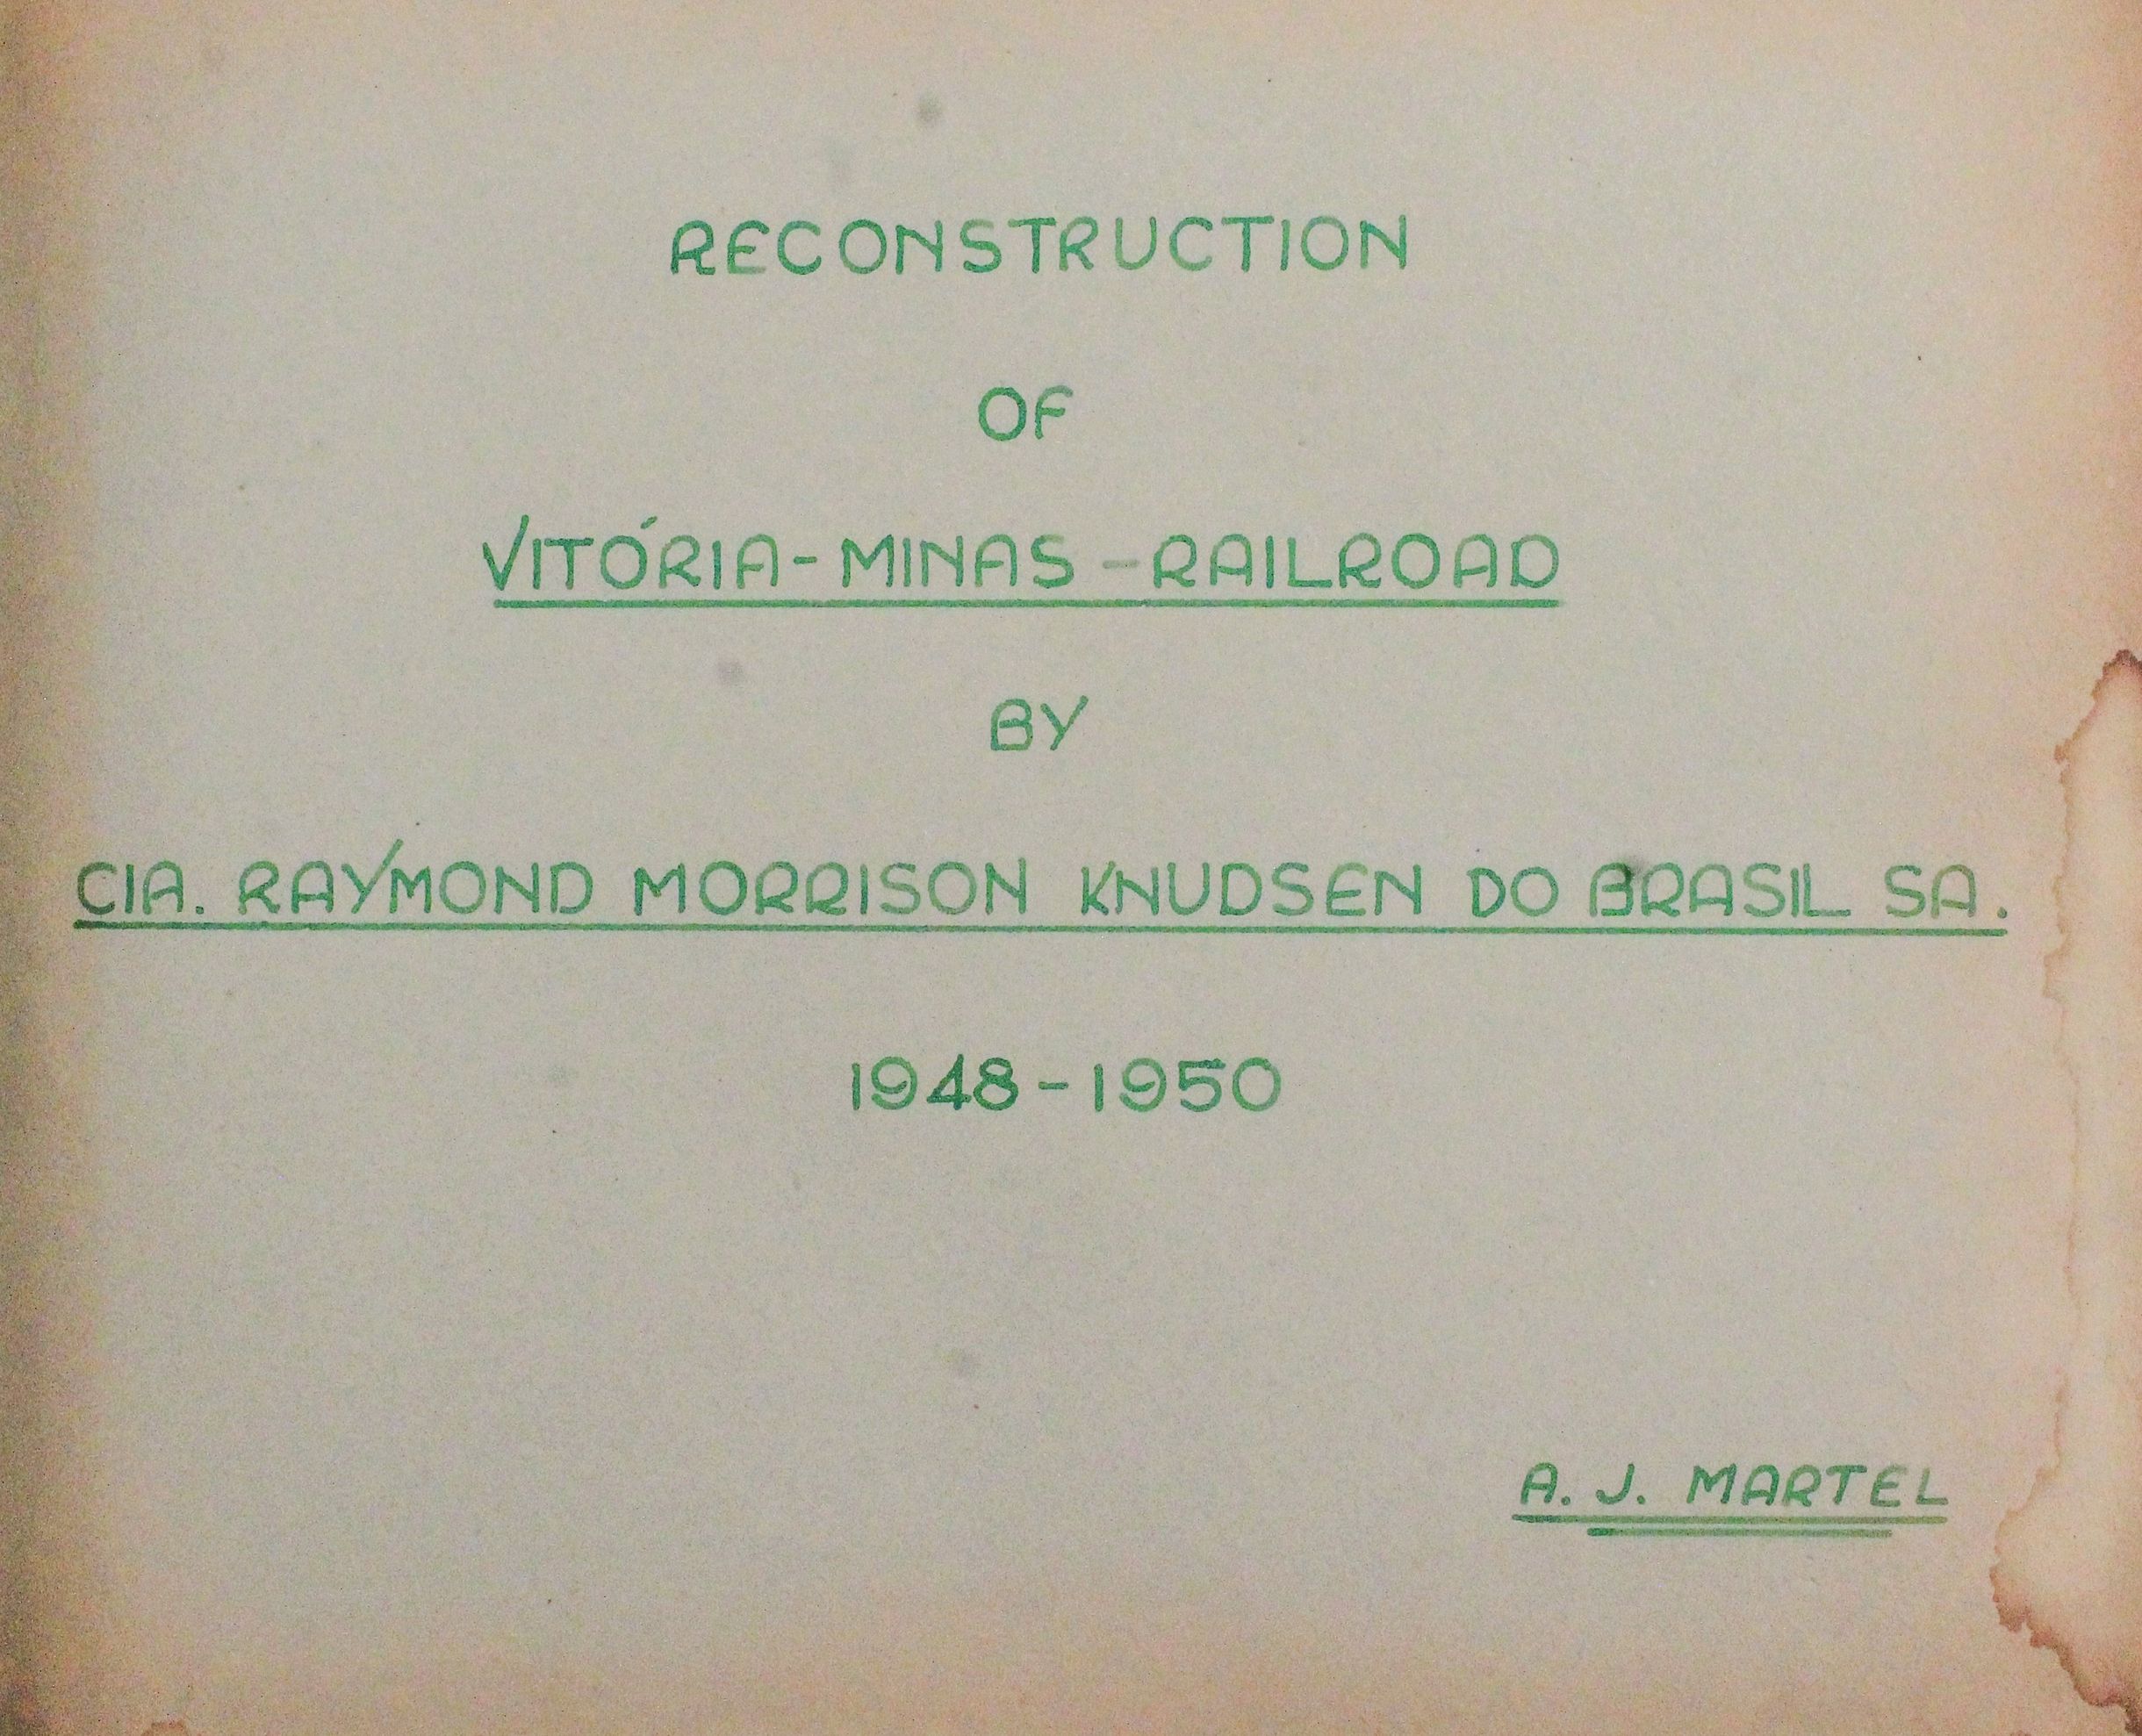 RECONSTRUCTION
OF
VITÓRIA-MINAS-RAILROAD
BY
CIA. RAYMOND MORRISON KNUDSEN DO BRASIL SA.
1948-1950
A. J. MARTEL